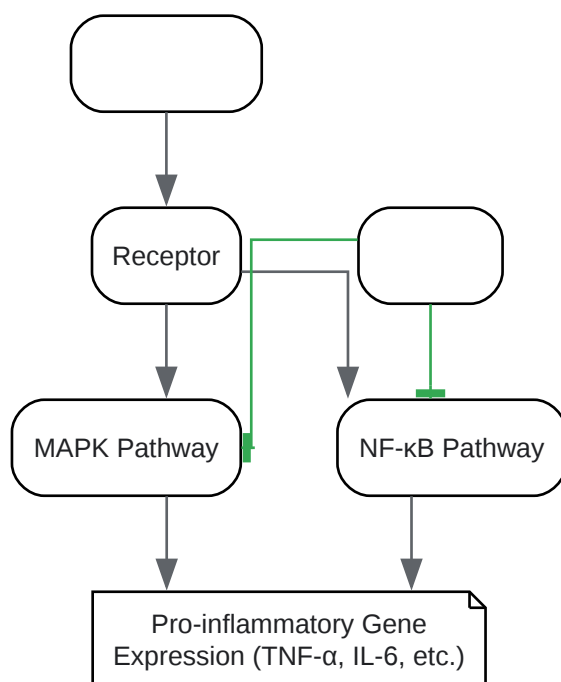 Receptor
MAPK Pathway
NF-κB Pathway
Pro-inflammatory Gene
Expression (TNF-α, IL-6, etc.)